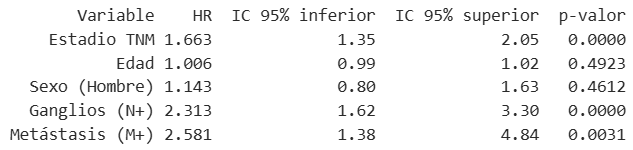 Variable HR IC 95% inferior IC 95% superior p-valor
Estadio TNM 1.663 1.35 2.05 0.0000
Edad 1.006 0.99 1.02 0.4923
Sexo (Hombre) 1.143 0.80 1.63 0.4612
Ganglios (N+) 2.313 1.62 3.30 0.0000
Metástasis (M+) 2.581 1.38 4.84 0.0031